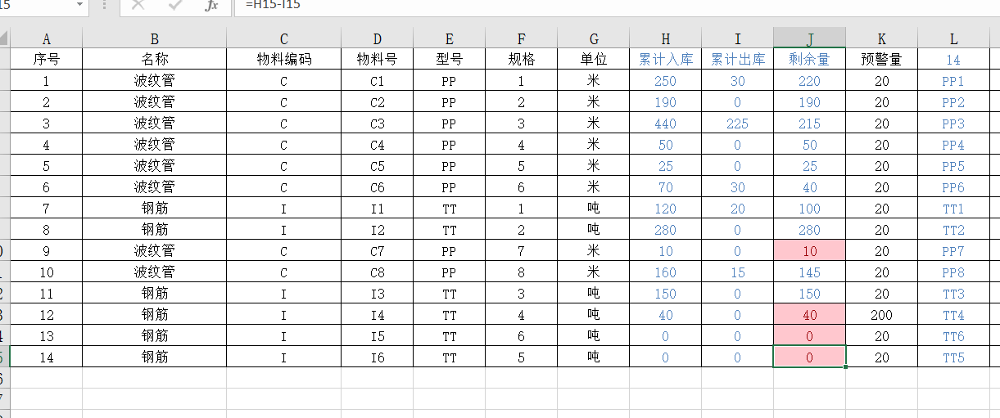 5 fx =H15-I15
A B C D E F G H I J K L
序号 名称 物料编码 物料号 型号 规格 单位 累计入库 累计出库 剩余量 预警量 14
1 波纹管 C C1 PP 1 米 250 30 220 20 PP1
2 波纹管 C C2 PP 2 米 190 0 190 20 PP2
3 波纹管 C C3 PP 3 米 440 225 215 20 PP3
4 波纹管 C C4 PP 4 米 50 0 50 20 PP4
5 波纹管 C C5 PP 5 米 25 0 25 20 PP5
6 波纹管 C C6 PP 6 米 70 30 40 20 PP6
7 钢筋 I I1 TT 1 吨 120 20 100 20 TT1
8 钢筋 I I2 TT 2 吨 280 0 280 20 TT2
9 波纹管 C C7 PP 7 米 10 0 10 20 PP7
10 波纹管 C C8 PP 8 米 160 15 145 20 PP8
11 钢筋 I I3 TT 3 吨 150 0 150 20 TT3
12 钢筋 I I4 TT 4 吨 40 0 40 200 TT4
13 钢筋 I I5 TT 6 吨 0 0 0 20 TT6
14 钢筋 I I6 TT 5 吨 0 0 0 20 TT5